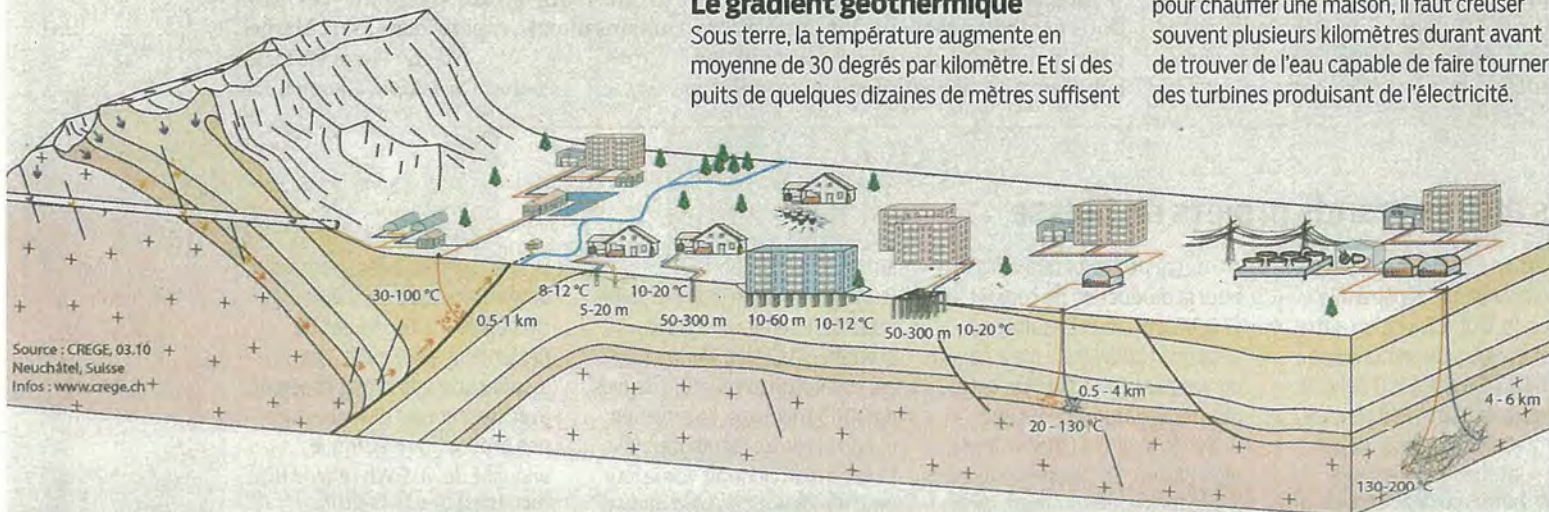 Le gradient géothermique
Sous terre, la température augmente en
moyenne de 30 degrés par kilomètre. Et si des
puits de quelques dizaines de mètres suffisent
pour chauffer une maison, il faut creuser
souvent plusieurs kilomètres durant avant
de trouver de l'eau capable de faire tourner
des turbines produisant de l'électricité.
30-100 °C
0.5-1 km
8-12 °C
5-20 m
10-20 °C
50-300 m
10-60 m
10-12 °C
50-300 m
10-20 °C
0.5 - 4 km
20 - 130 °C
4 - 6 km
130-200 °C
Source : CREGE, 03.10
Neuchâtel, Suisse
Infos : www.crege.ch